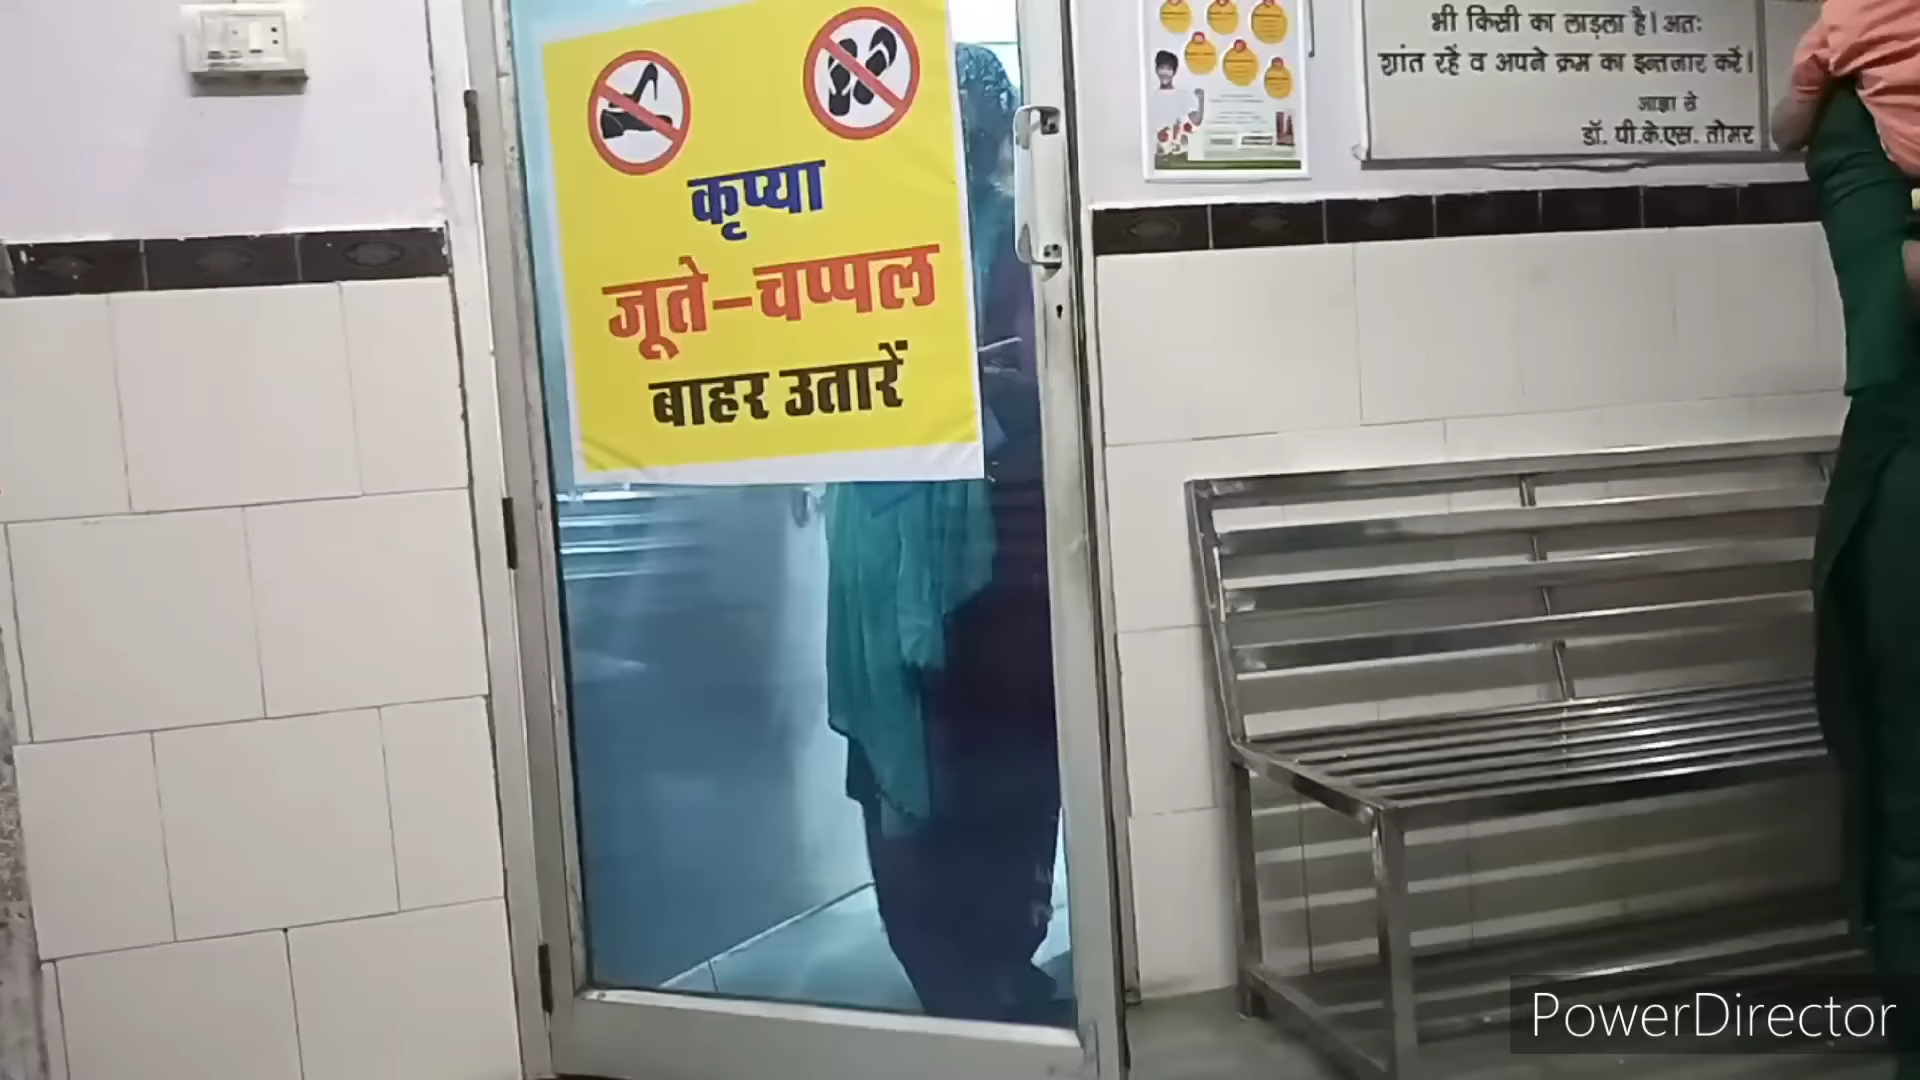 कृप्या
जूते-चप्पल
बाहर उतारें
भी किसी का लाड़ला है। अतः
शांत रहें व अपने क्रम का इन्तजार करें।
आज्ञा से
डॉ. पी.के.एस. तोमर
PowerDirector